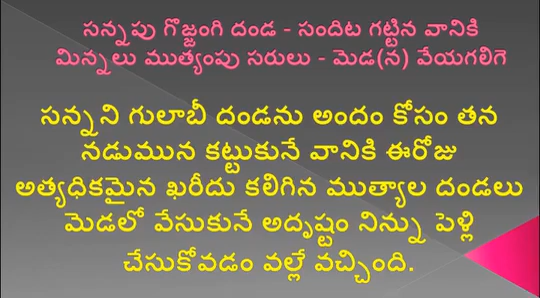 సన్నపు గొజ్జంగి దండ - సందిట గట్టిన వానికి
మిన్నలు ముత్యంపు సరులు - మెడ(న) వేయగలిగె
సన్నని గులాబీ దండను అందం కోసం తన
నడుమున కట్టుకునే వానికి ఈరోజు
అత్యధికమైన ఖరీదు కలిగిన ముత్యాల దండలు
మెడలో వేసుకునే అదృష్టం నిన్ను పెళ్లి
చేసుకోవడం వల్లే వచ్చింది.